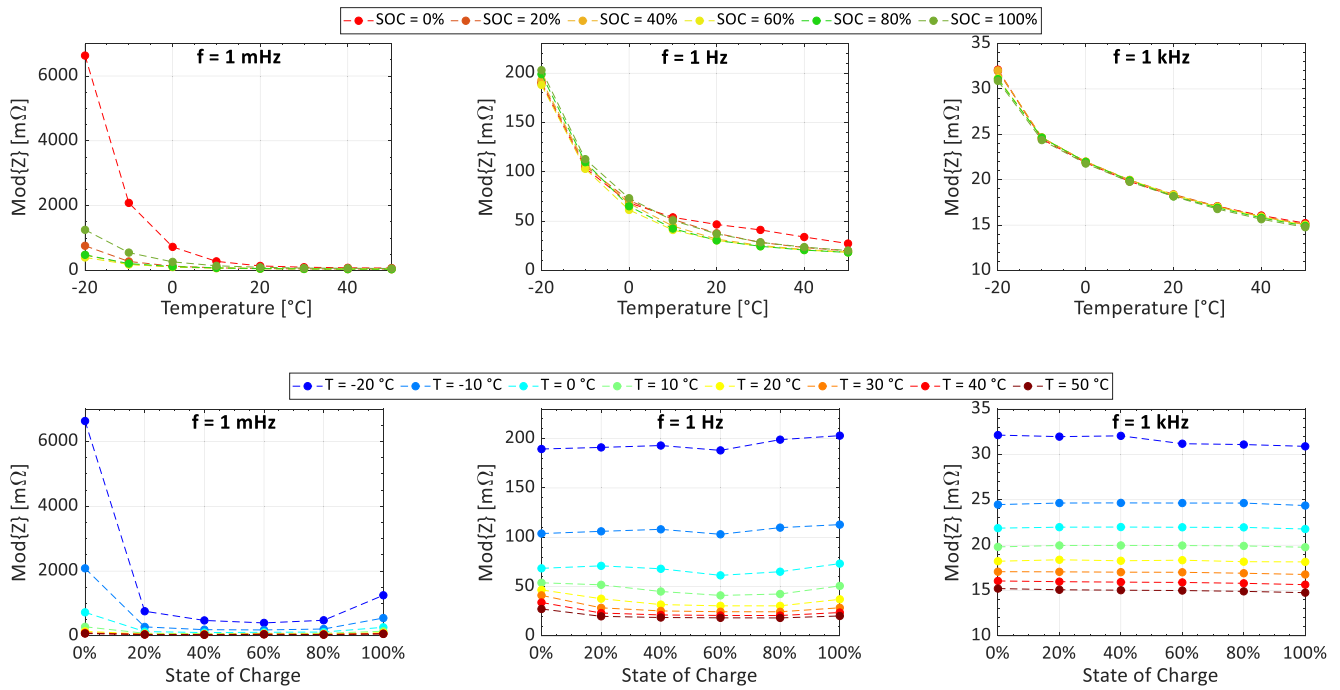 SOC = 0% SOC = 20% SOC = 40% SOC = 60% SOC = 80% SOC = 100%
f = 1 mHz
Mod{Z} [mΩ]
6000
4000
2000
0
-20 0 20 40
Temperature [°C]
f = 1 Hz
Mod{Z} [mΩ]
200
150
100
50
0
-20 0 20 40
Temperature [°C]
f = 1 kHz
Mod{Z} [mΩ]
35
30
25
20
15
10
-20 0 20 40
Temperature [°C]
T = -20 °C T = -10 °C T = 0 °C T = 10 °C T = 20 °C T = 30 °C T = 40 °C T = 50 °C
f = 1 mHz
Mod{Z} [mΩ]
6000
4000
2000
0
0% 20% 40% 60% 80% 100%
State of Charge
f = 1 Hz
Mod{Z} [mΩ]
200
150
100
50
0
0% 20% 40% 60% 80% 100%
State of Charge
f = 1 kHz
Mod{Z} [mΩ]
35
30
25
20
15
10
0% 20% 40% 60% 80% 100%
State of Charge